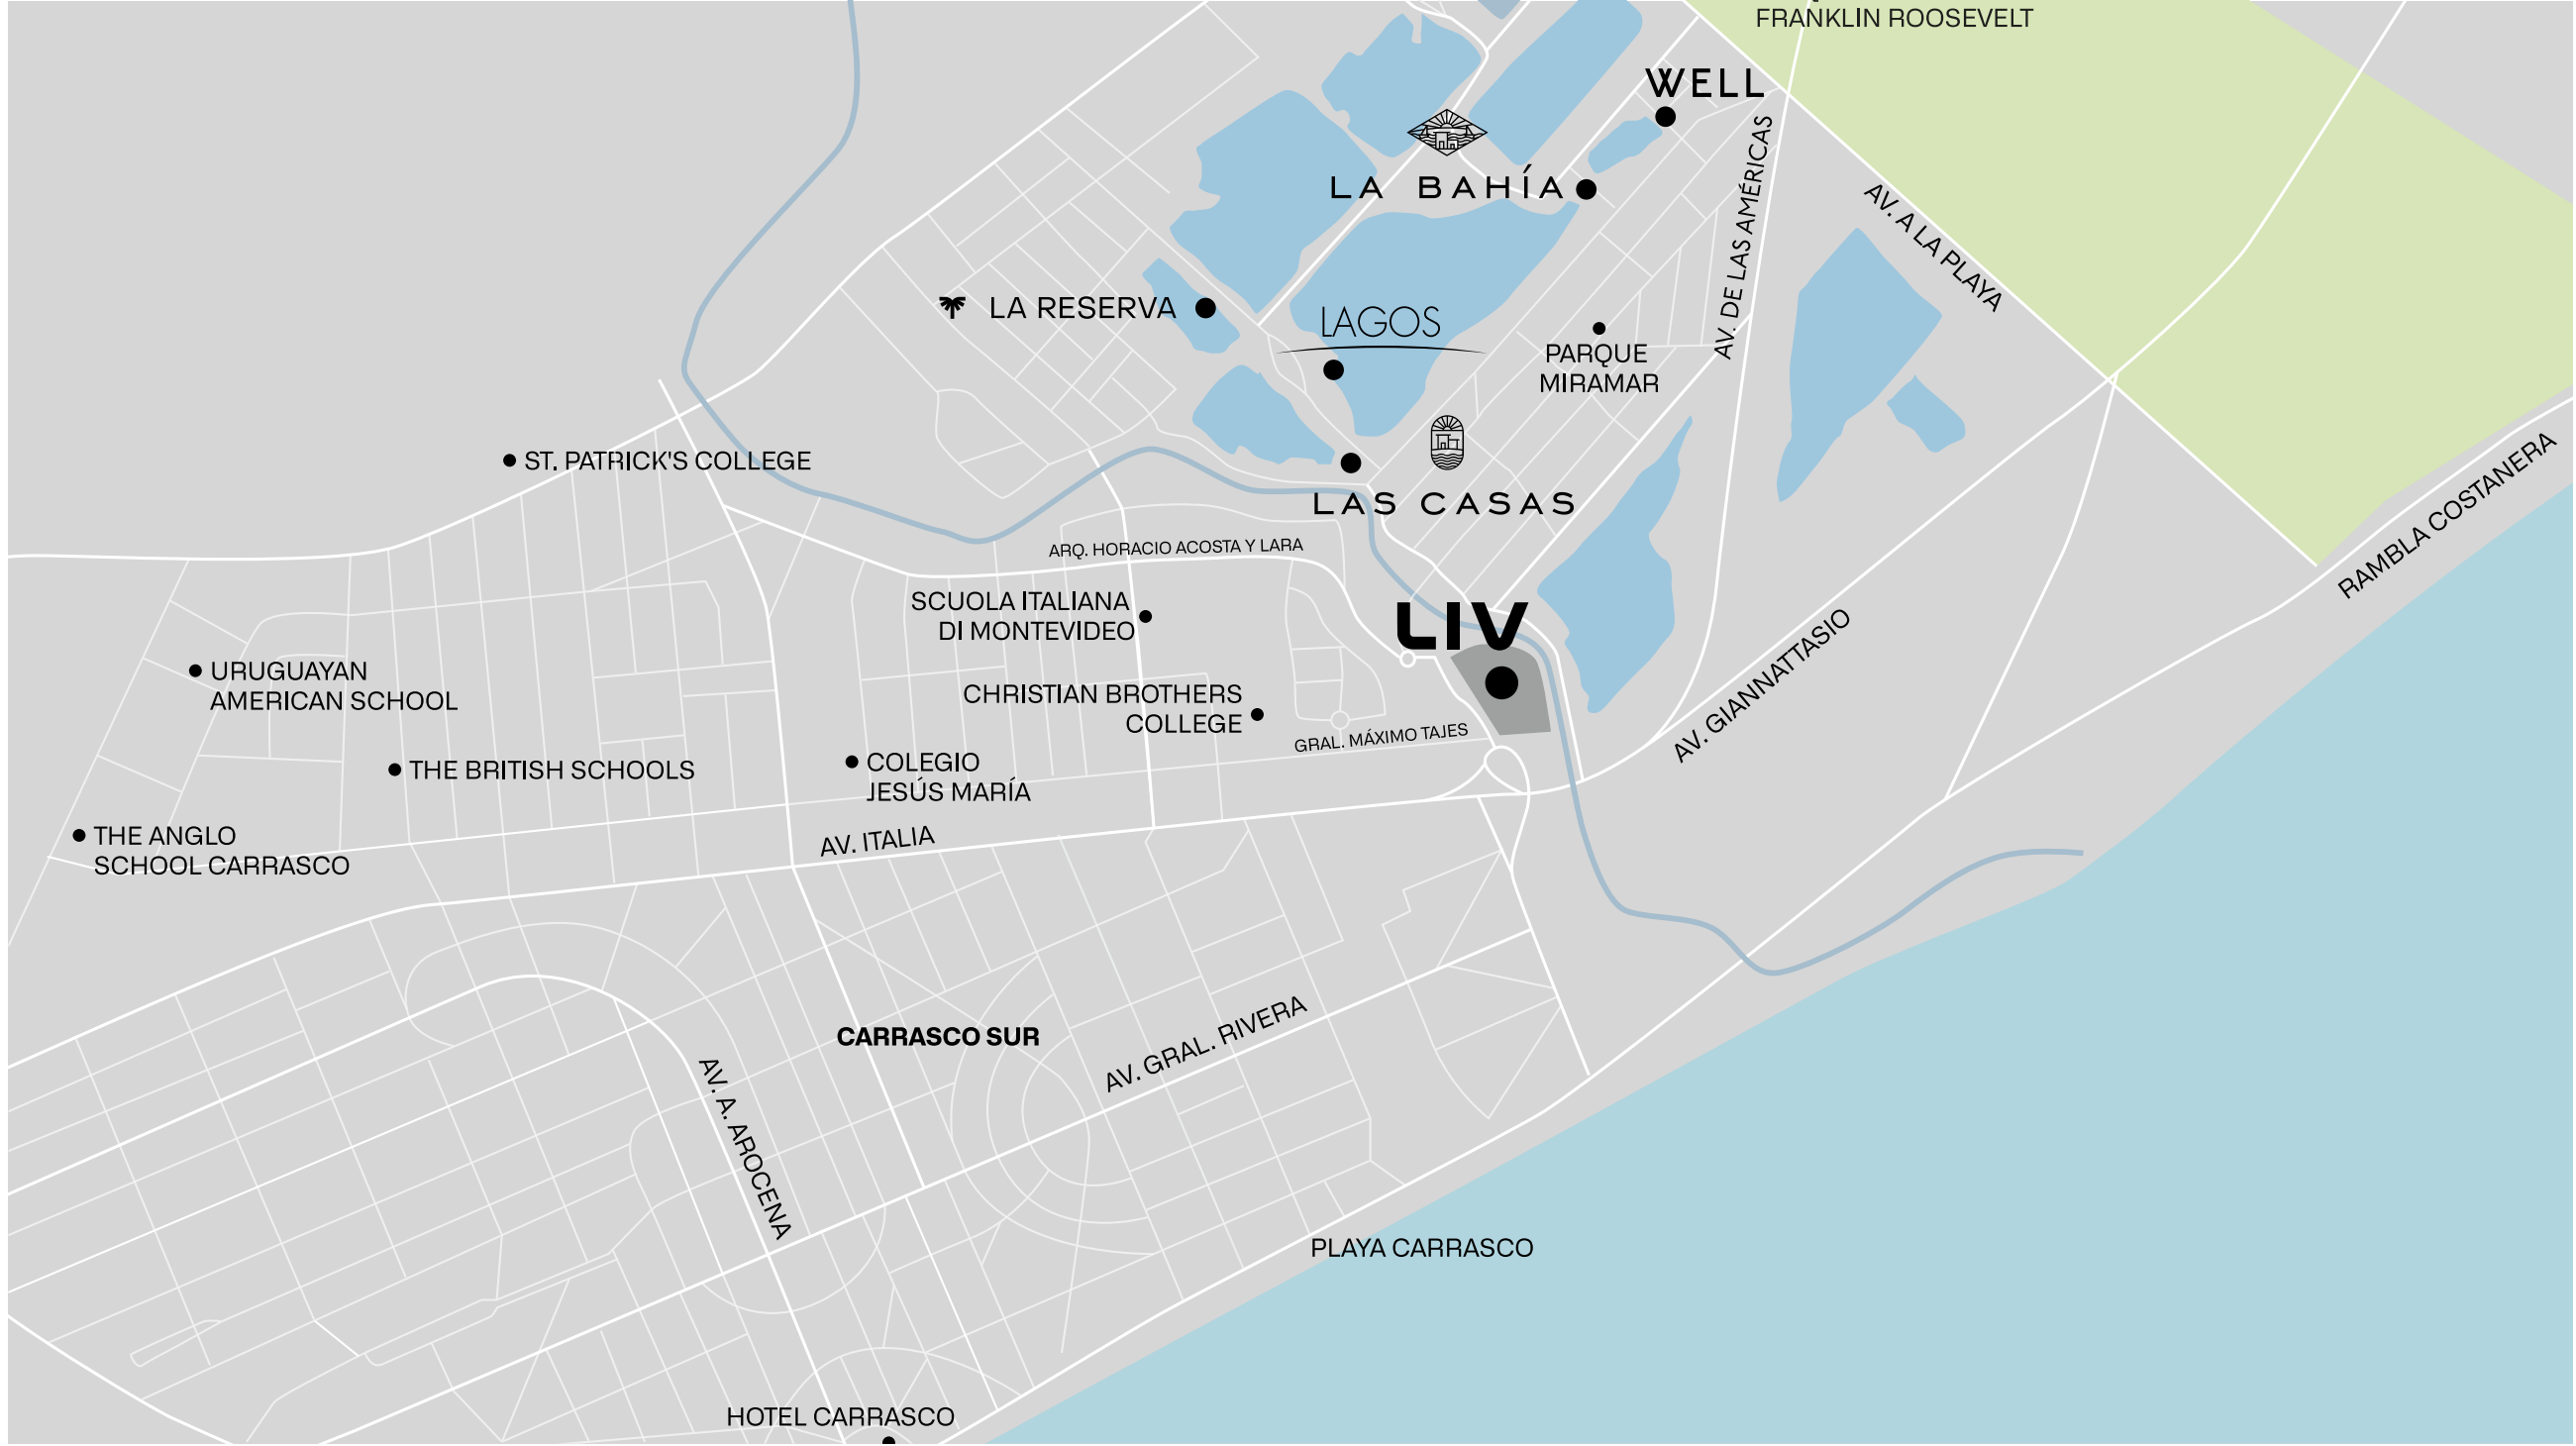 FRANKLIN ROOSEVELT
WELL
LA BAHÍA
AV. DE LAS AMÉRICAS
AV. A LA PLAYA
LA RESERVA
LAGOS
PARQUE
MIRAMAR
ST. PATRICK'S COLLEGE
LAS CASAS
RAMBLA COSTANERA
ARQ. HORACIO ACOSTA Y LARA
SCUOLA ITALIANA
DI MONTEVIDEO
LIV
URUGUAYAN
AMERICAN SCHOOL
CHRISTIAN BROTHERS
COLLEGE
AV. GIANNATTASIO
GRAL. MÁXIMO TAJES
THE BRITISH SCHOOLS
COLEGIO
JESÚS MARÍA
THE ANGLO
SCHOOL CARRASCO
AV. ITALIA
CARRASCO SUR
AV. GRAL. RIVERA
AV. A. AROCENA
PLAYA CARRASCO
HOTEL CARRASCO